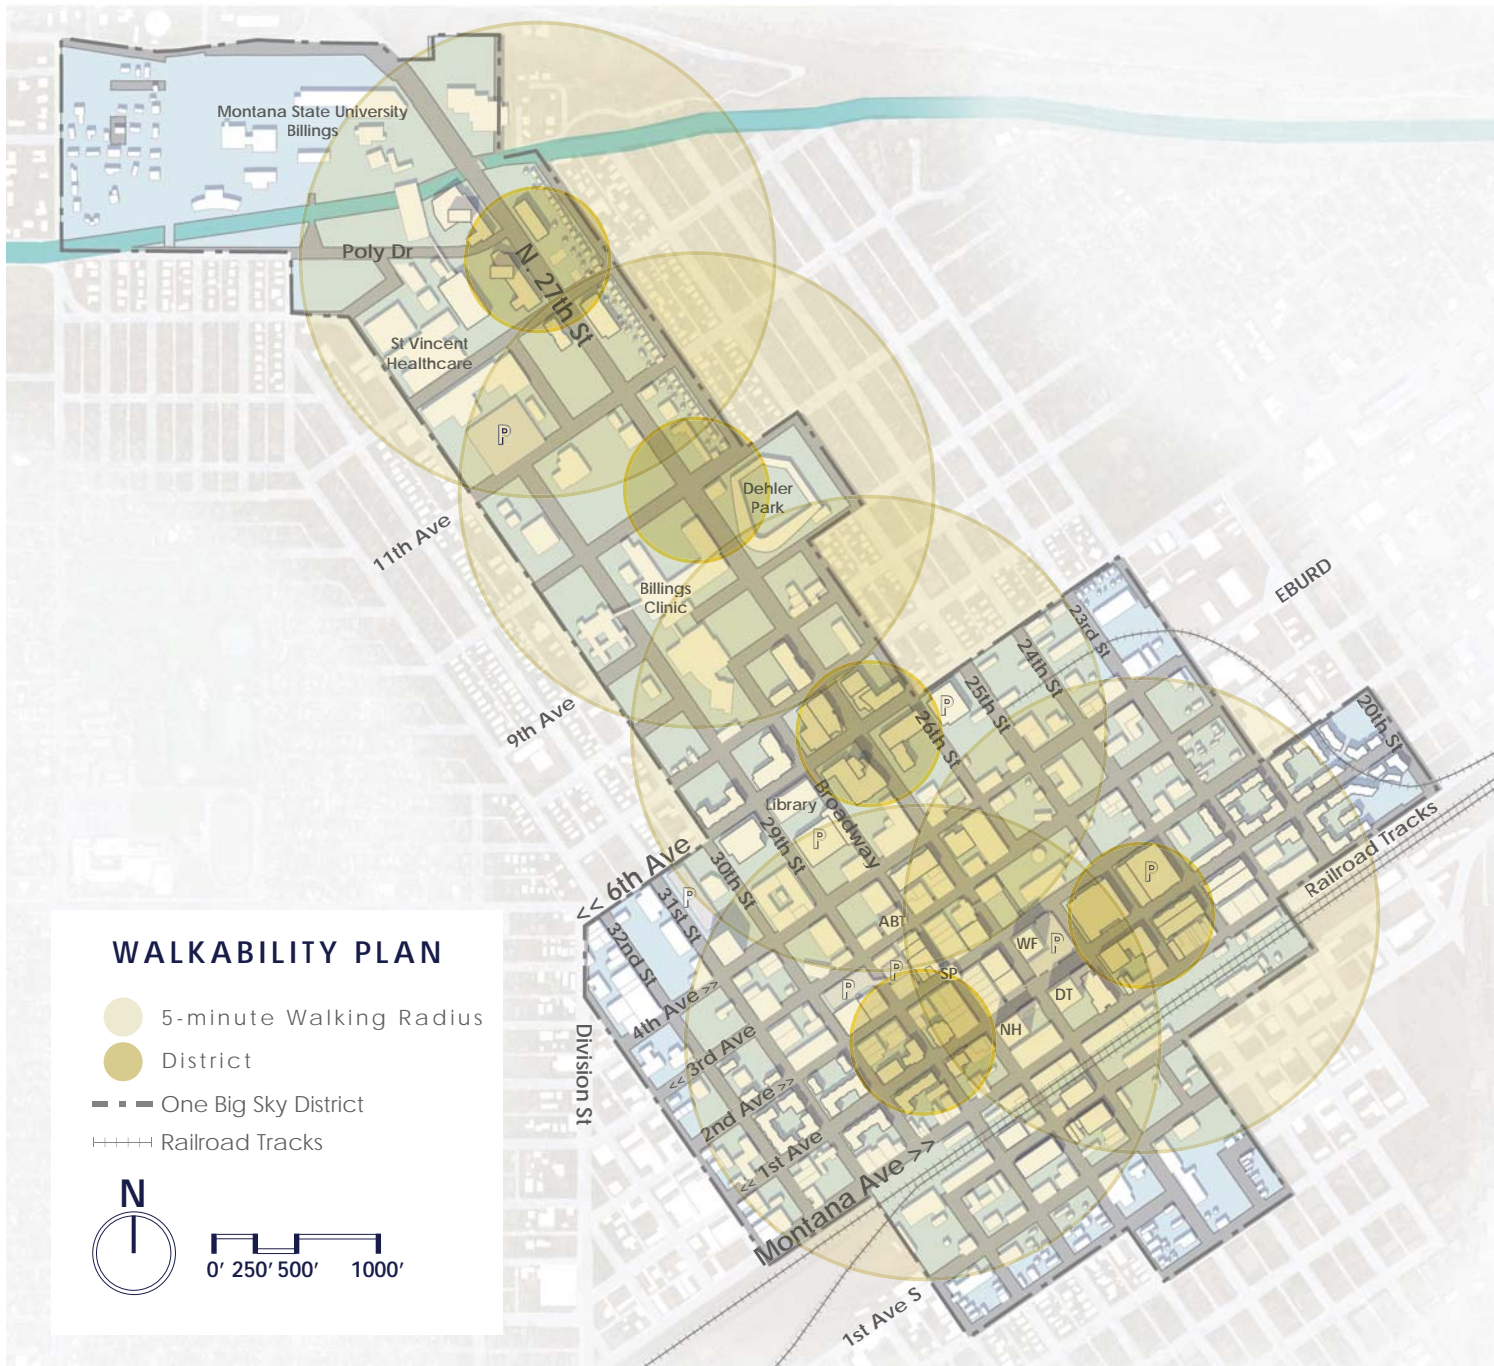 Montana State University
Billings
Poly Dr
N. 27th St
St Vincent
Healthcare
P
Dehler
Park
11th Ave
Billings
Clinic
EBURD
23rd St
24th St
25th St
P
26th St
20th St
9th Ave
Broadway
Library
29th St
P
Railroad Tracks
<< 6th Ave
30th St
P
P
31st St
32nd St
ABT
WF
P
SP
P
P
DT
NH
4th Ave >>
<< 3rd Ave
2nd Ave >>
<< 1st Ave
Division St
Montana Ave >>
1st Ave S
WALKABILITY PLAN
5-minute Walking Radius
District
One Big Sky District
Railroad Tracks
N
0' 250' 500' 1000'